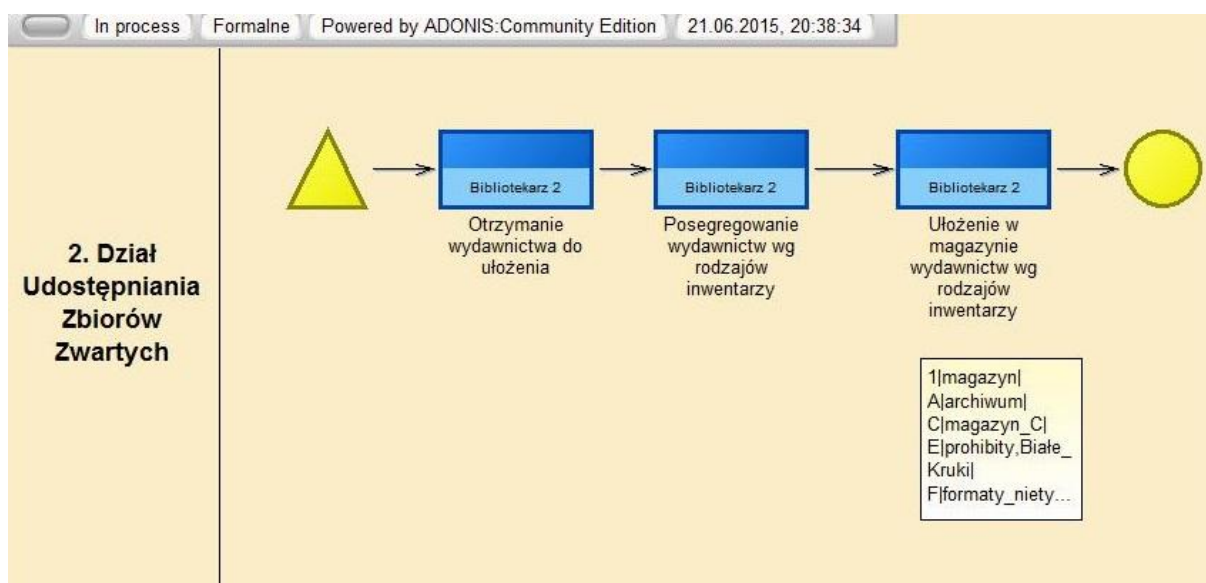 In process Formalne Powered by ADONIS:Community Edition 21.06.2015, 20:38:34
2. Dział
Udostępniania
Zbiorów
Zwartych
Bibliotekarz 2
Otrzymanie
wydawnictwa do
ułożenia
Bibliotekarz 2
Posegregowanie
wydawnictw wg
rodzajów
inwentarzy
Bibliotekarz 2
Ułożenie w
magazynie
wydawnictw wg
rodzajów
inwentarzy
1|magazyn|
A|archiwum|
C|magazyn_C|
E|prohibity,Białe_
Kruki|
F|formaty_niety...